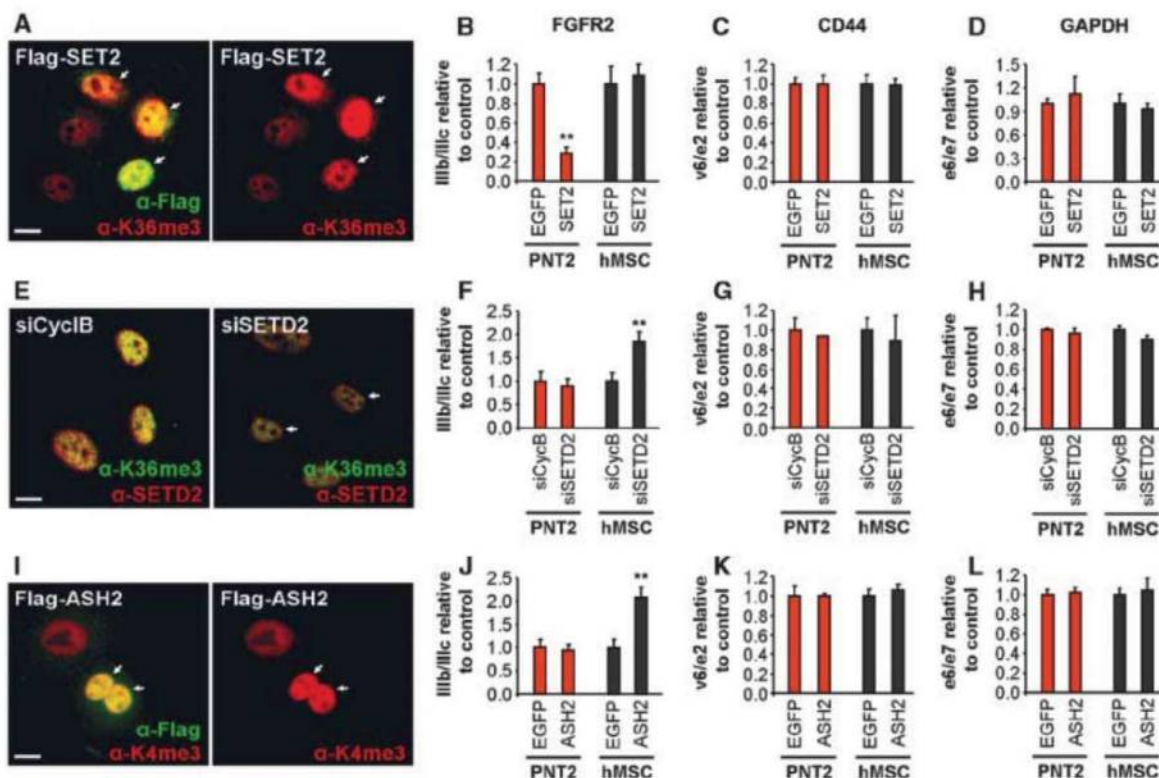 A
Flag-SET2
α-Flag
α-K36me3
Flag-SET2
α-K36me3
B
FGFR2
IIIb/IIIc relative
to control
1.2
1.0
0.8
0.6
0.4
0.2
0.0
**
EGFP
SET2
EGFP
SET2
PNT2
hMSC
C
CD44
v6/e2 relative
to control
1.2
1.0
0.8
0.6
0.4
0.2
0.0
EGFP
SET2
EGFP
SET2
PNT2
hMSC
D
GAPDH
e6/e7 relative
to control
1.5
1.2
0.9
0.6
0.3
0.0
EGFP
SET2
EGFP
SET2
PNT2
hMSC
E
siCyclB
α-K36me3
α-SETD2
siSETD2
F
IIIb/IIIc relative
to control
2.5
2.0
1.5
1.0
0.5
0.0
**
siCycB
siSETD2
siCycB
siSETD2
PNT2
hMSC
G
v6/e2 relative
to control
1.2
1.0
0.8
0.6
0.4
0.2
0.0
siCycB
siSETD2
siCycB
siSETD2
PNT2
hMSC
H
e6/e7 relative
to control
1.2
1.0
0.8
0.6
0.4
0.2
0.0
siCycB
siSETD2
siCycB
siSETD2
PNT2
hMSC
I
Flag-ASH2
α-Flag
α-K4me3
Flag-ASH2
α-K4me3
J
IIIb/IIIc relative
to control
2.5
2.0
1.5
1.0
0.5
0.0
**
EGFP
ASH2
EGFP
ASH2
PNT2
hMSC
K
v6/e2 relative
to control
1.2
1.0
0.8
0.6
0.4
0.2
0.0
EGFP
ASH2
EGFP
ASH2
PNT2
hMSC
L
e6/e7 relative
to control
1.2
1.0
0.8
0.6
0.4
0.2
0.0
EGFP
ASH2
EGFP
ASH2
PNT2
hMSC